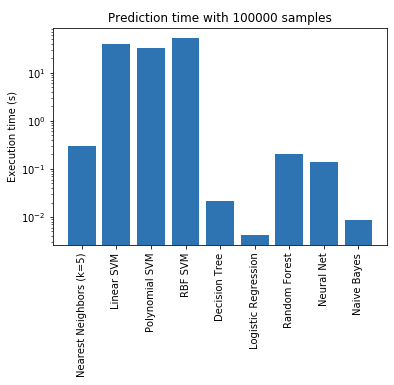 Prediction time with 100000 samples
Execution time (s)
10¹
10⁰
10⁻¹
10⁻²
Nearest Neighbors (k=5)
Linear SVM
Polynomial SVM
RBF SVM
Decision Tree
Logistic Regression
Random Forest
Neural Net
Naive Bayes